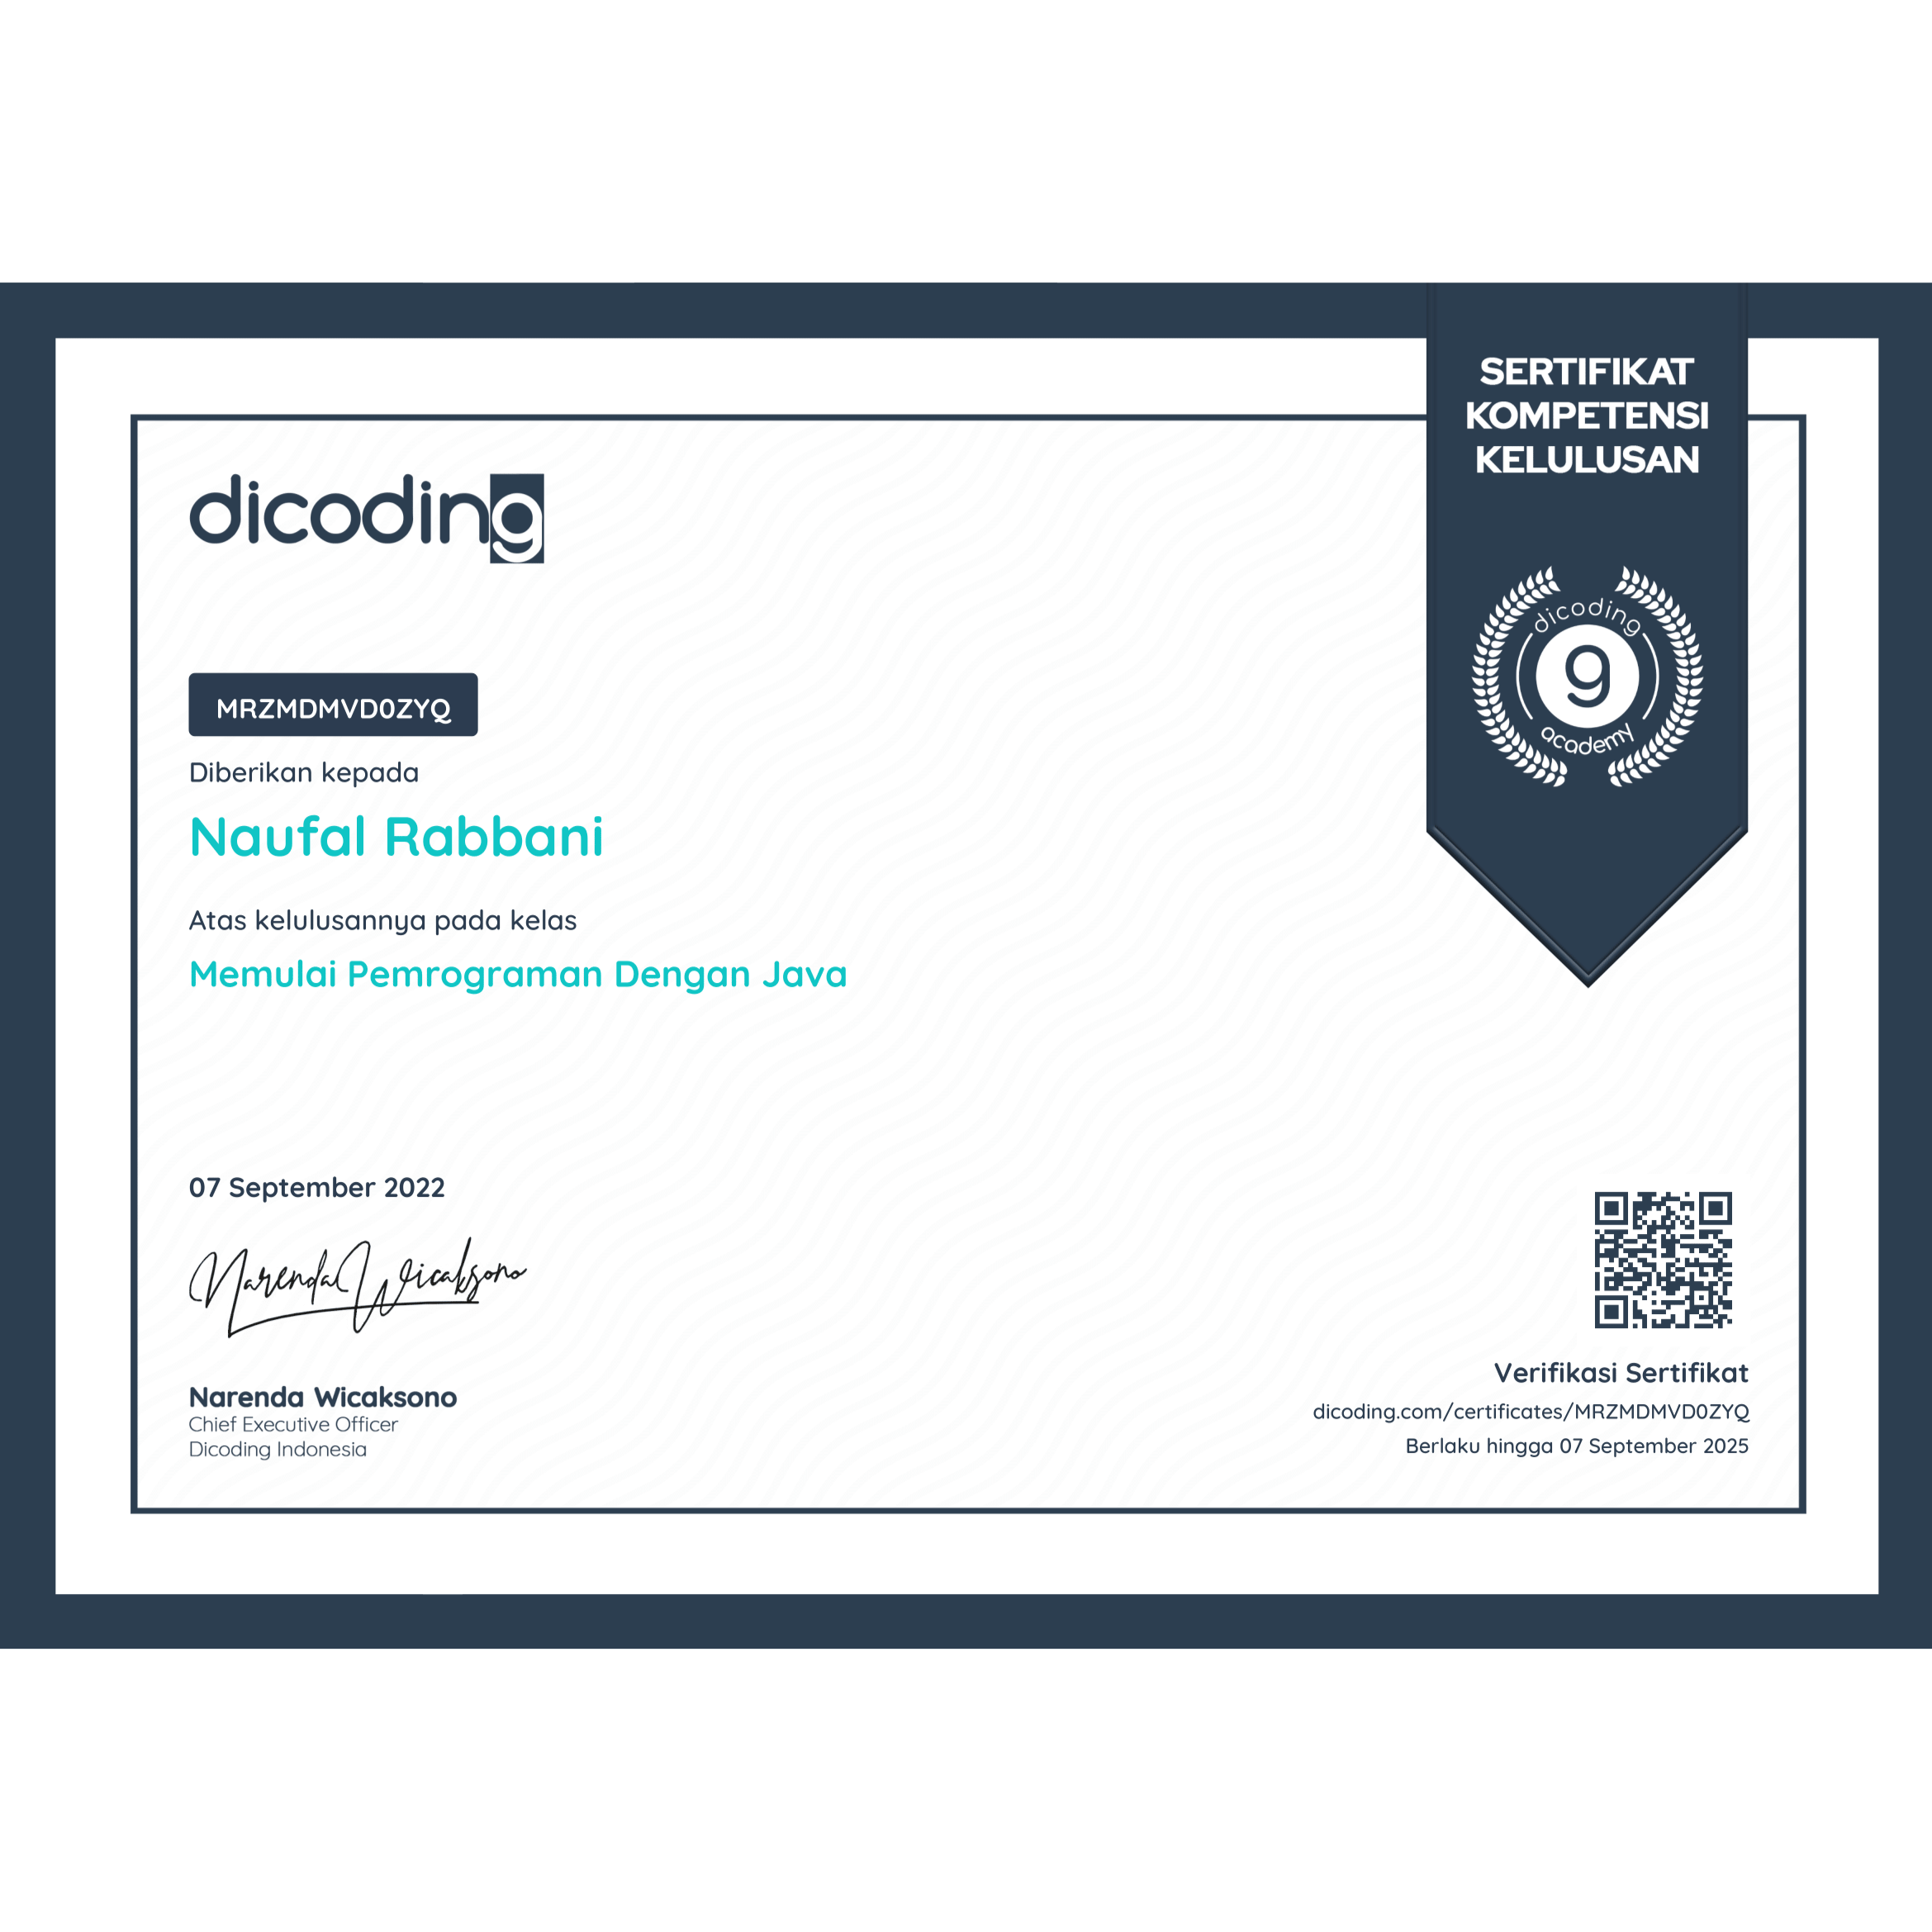 SERTIFIKAT
KOMPETENSI
KELULUSAN
dicoding
dicoding
g
academy
MRZMDMVD0ZYQ
Diberikan kepada
Naufal Rabbani
Atas kelulusannya pada kelas
Memulai Pemrograman Dengan Java
07 September 2022
Narenda Wicaksono
Narenda Wicaksono
Chief Executive Officer
Dicoding Indonesia
Verifikasi Sertifikat
dicoding.com/certificates/MRZMDMVD0ZYQ
Berlaku hingga 07 September 2025